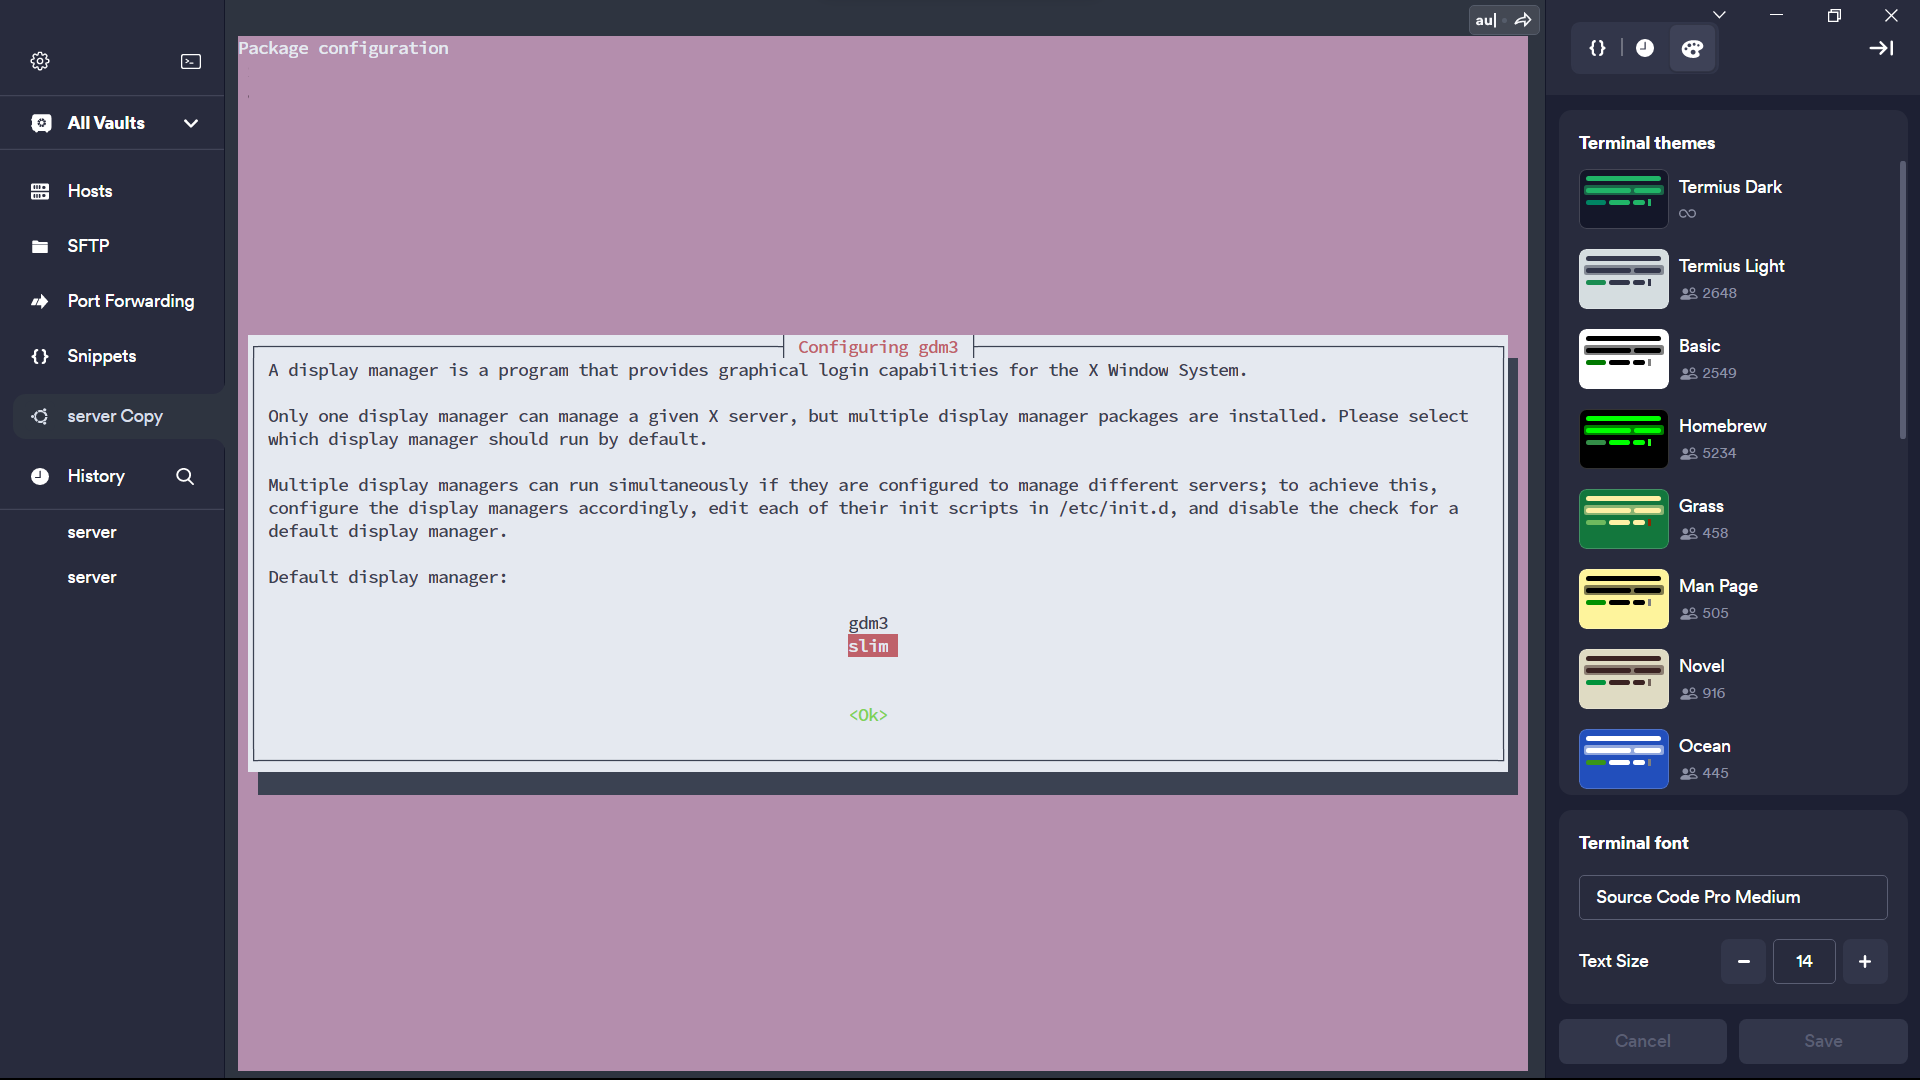 au|
Package configuration
All Vaults
Hosts
SFTP
Port Forwarding
Snippets
server Copy
History
server
server
Configuring gdm3
A display manager is a program that provides graphical login capabilities for the X Window System.
Only one display manager can manage a given X server, but multiple display manager packages are installed. Please select
which display manager should run by default.
Multiple display managers can run simultaneously if they are configured to manage different servers; to achieve this,
configure the display managers accordingly, edit each of their init scripts in /etc/init.d, and disable the check for a
default display manager.
Default display manager:
gdm3
slim
<Ok>
Terminal themes
Termius Dark
∞
Termius Light
2648
Basic
2549
Homebrew
5234
Grass
458
Man Page
505
Novel
916
Ocean
445
Terminal font
Source Code Pro Medium
Text Size
14
Cancel
Save